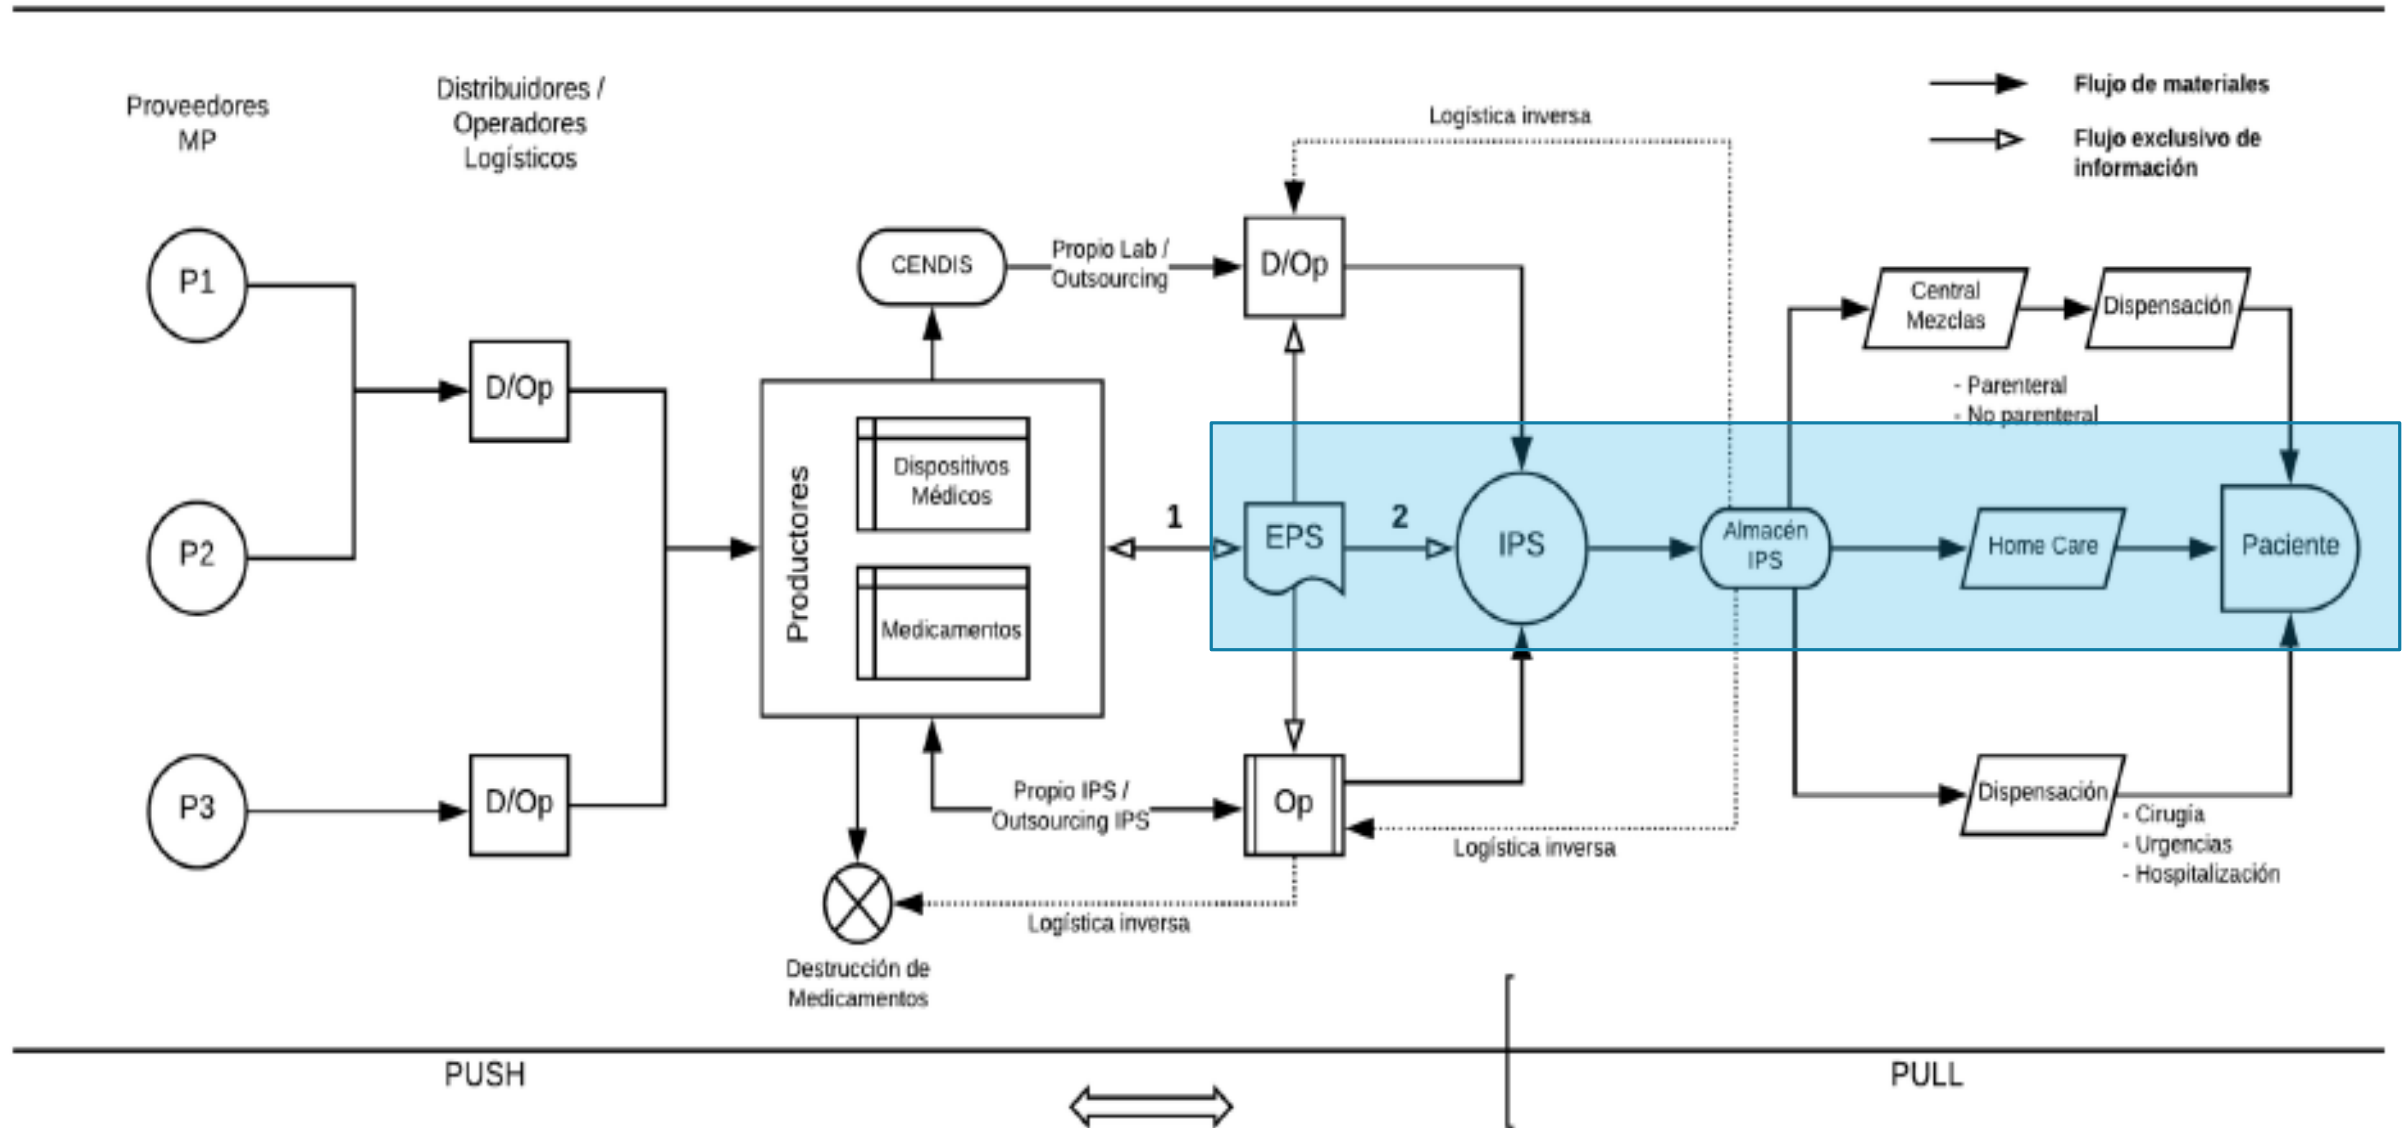 Proveedores
MP
Distribuidores /
Operadores
Logísticos
Logística inversa
Flujo de materiales
Flujo exclusivo de
información
P1
CENDIS
Propio Lab /
Outsourcing
D/Op
Central
Mezclas
Dispensación
- Parenteral
- No parenteral
D/Op
Productores
Dispositivos
Médicos
Medicamentos
P2
1
EPS
2
IPS
Almacén
IPS
Home Care
Paciente
P3
D/Op
Propio IPS /
Outsourcing IPS
Op
Logística inversa
Dispensación
- Cirugía
- Urgencias
- Hospitalización
Logística inversa
Destrucción de
Medicamentos
PUSH
PULL